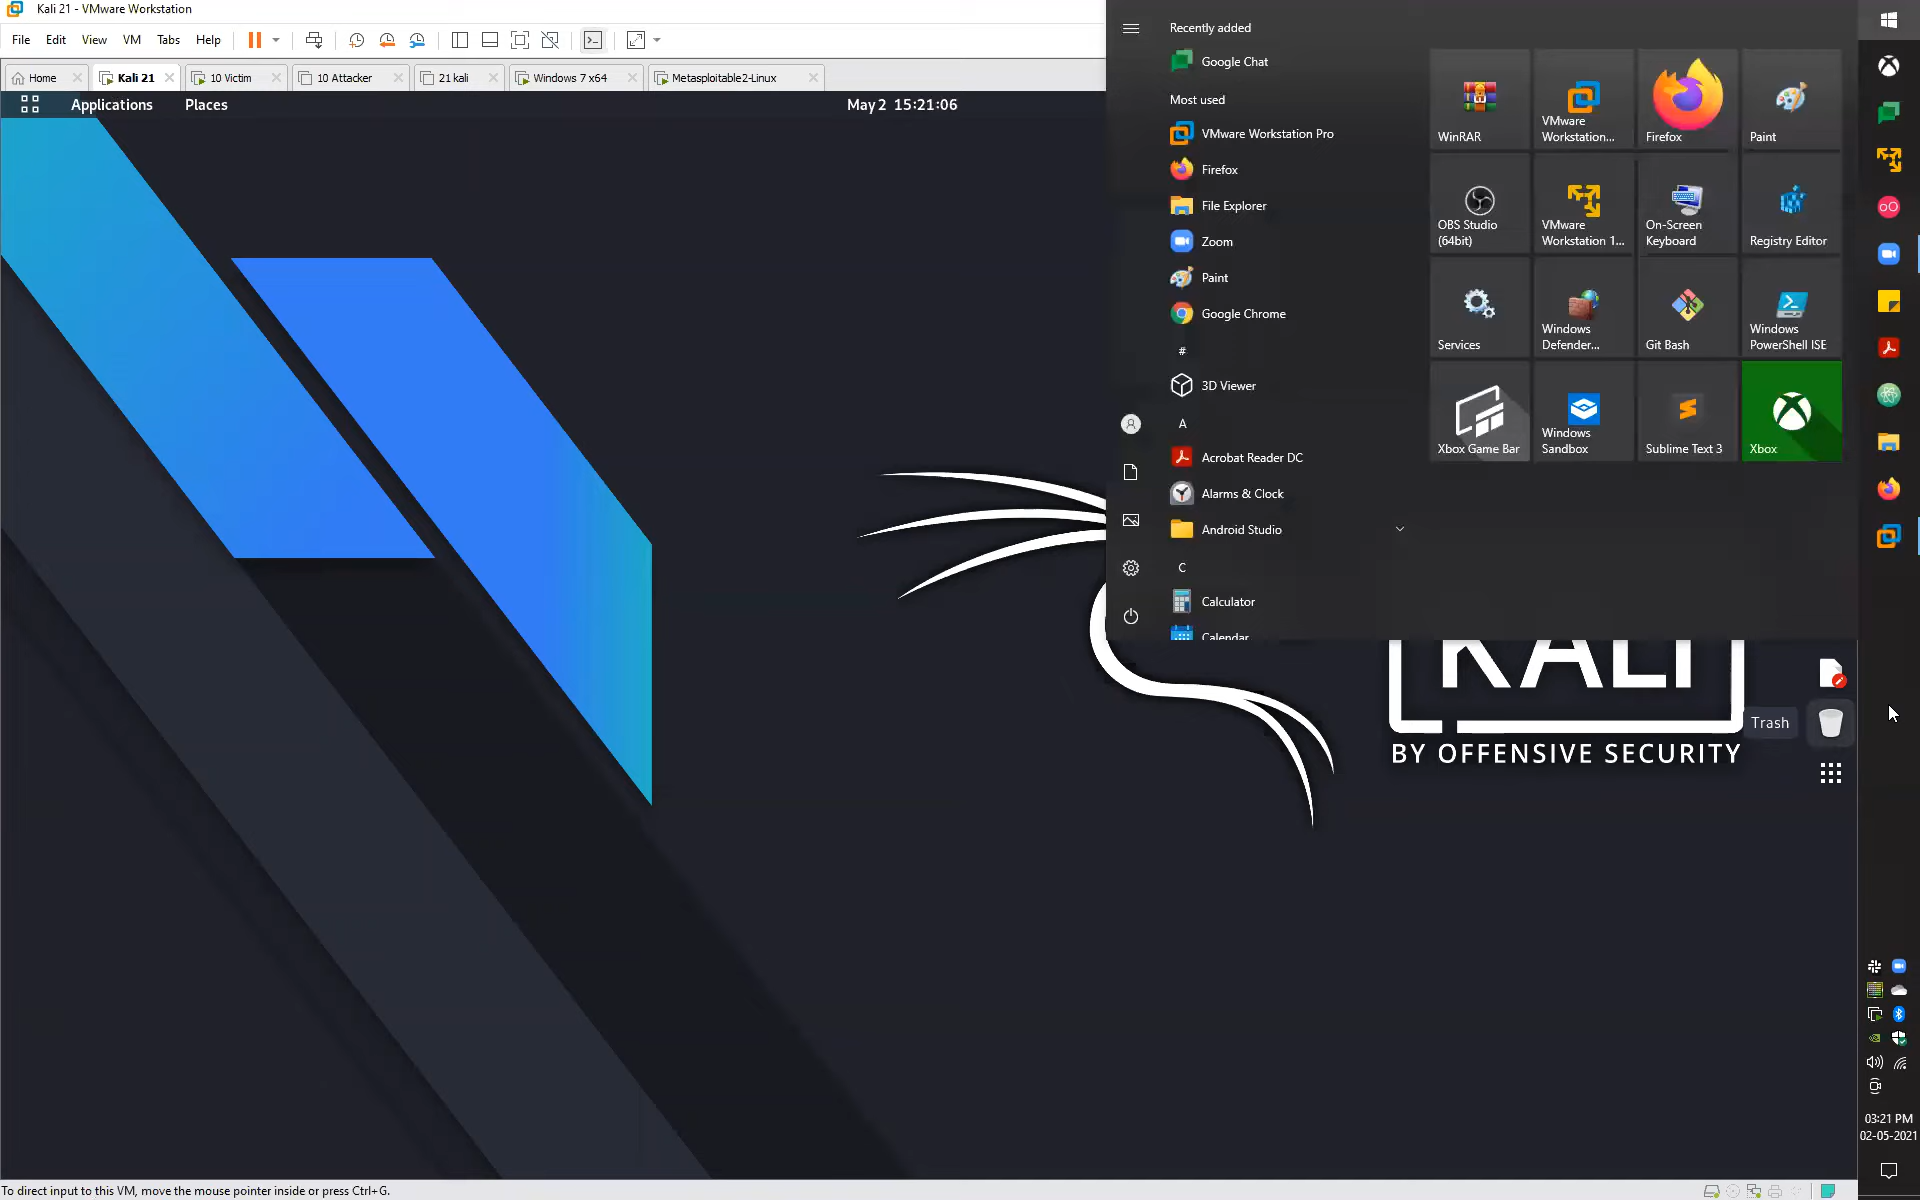 Kali 21 - VMware Workstation
File Edit View VM Tabs Help
Home Kali 21 10 Victim 10 Attacker 21 kali Windows 7 x64 Metasploitable2-Linux
Applications Places May 2 15:21:06
Recently added
Google Chat
Most used
VMware Workstation Pro
Firefox
File Explorer
Zoom
Paint
Google Chrome
#
3D Viewer
A
Acrobat Reader DC
Alarms & Clock
Android Studio
C
Calculator
Calendar
WinRAR
VMware
Workstation...
Firefox
Paint
OBS Studio
(64bit)
VMware
Workstation 1...
On-Screen
Keyboard
Registry Editor
Services
Windows
Defender...
Git Bash
Windows
PowerShell ISE
Xbox Game Bar
Windows
Sandbox
Sublime Text 3
Xbox
KALI
BY OFFENSIVE SECURITY
Trash
03:21 PM
02-05-2021
To direct input to this VM, move the mouse pointer inside or press Ctrl+G.